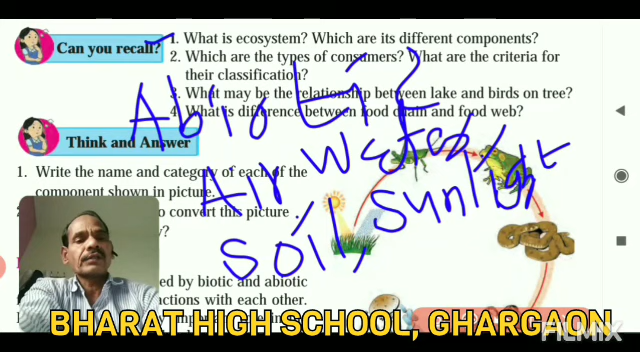 Can you recall?
1. What is ecosystem? Which are its different components?
2. Which are the types of consumers? What are the criteria for
their classification?
3. What may be the relationship between lake and birds on tree?
4. What is difference between food chain and food web?
Abiotic
Think and Answer
Air Water
Soil, Sunlight
1. Write the name and category of each of the
component shown in picture.
to convert this picture
?
ed by biotic and abiotic
actions with each other.
BHARAT HIGH SCHOOL, GHARGAON
FILMIX